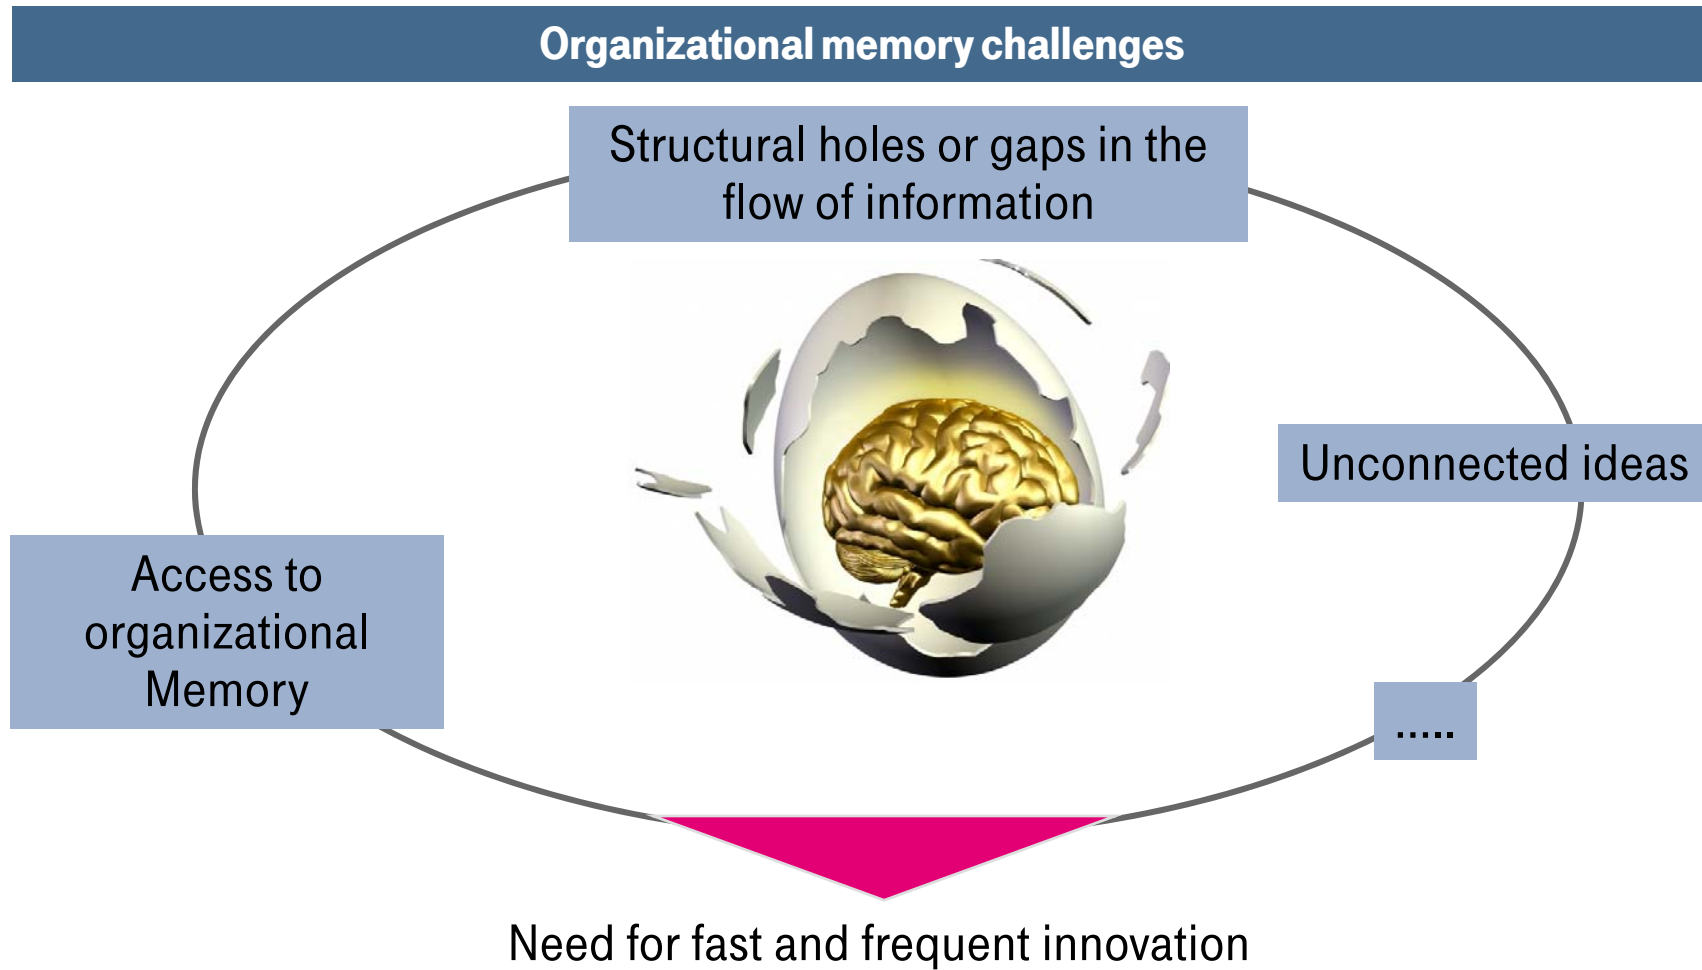 Organizational memory challenges
Structural holes or gaps in the
flow of information
Unconnected ideas
Access to
organizational
Memory
.....
Need for fast and frequent innovation